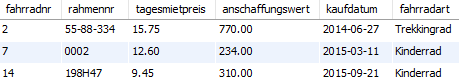 fahrradnr rahmennr tagesmietpreis anschaffungswert kaufdatum fahrradart
2 55-88-334 15.75 770.00 2014-06-27 Trekkingrad
7 0002 12.60 234.00 2015-03-11 Kinderrad
14 198H47 9.45 310.00 2015-09-21 Kinderrad